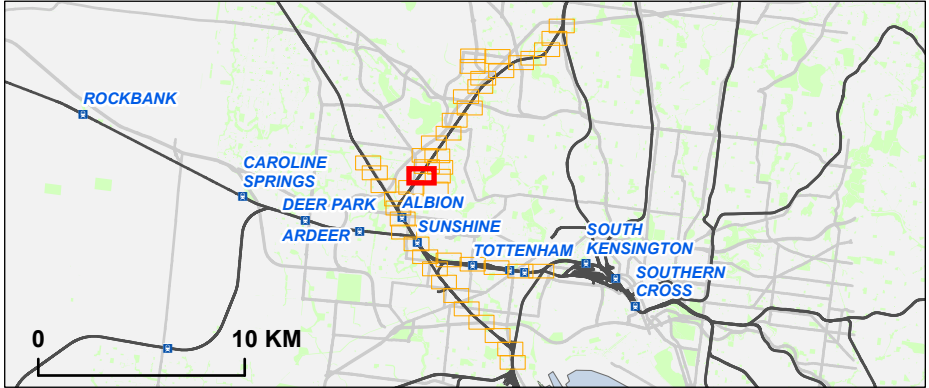 ROCKBANK
CAROLINE
SPRINGS
DEER PARK
ALBION
ARDEER
SUNSHINE
TOTTENHAM
SOUTH
KENSINGTON
SOUTHERN
CROSS
0 10 KM